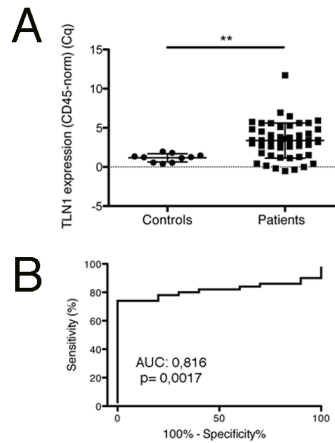 A
TLN1 expression (CD45-norm) (Cq)
**
15
10
5
0
-5
Controls Patients
B
Sensitivity (%)
100
80
60
40
20
0
AUC: 0,816
p= 0,0017
0 50 100
100% - Specificity%